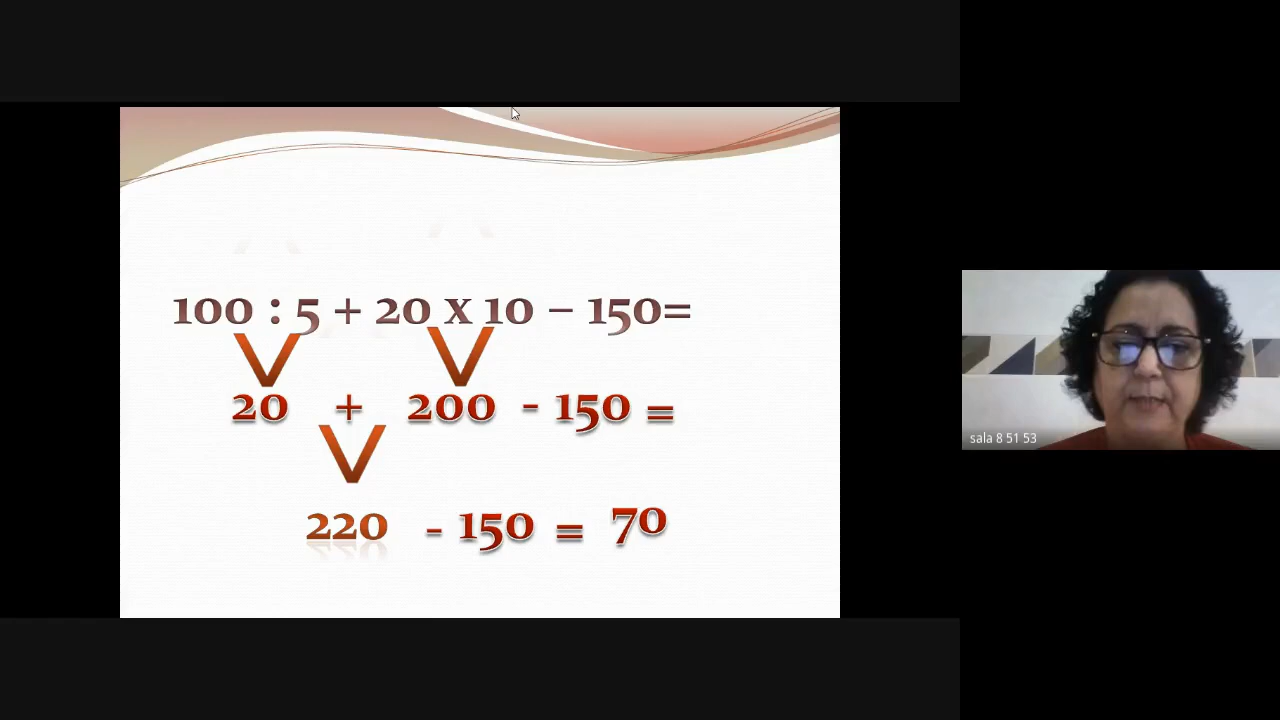 100 : 5 + 20 x 10 – 150=
20 + 200 - 150 =
220 - 150 = 70
sala 8 51 53